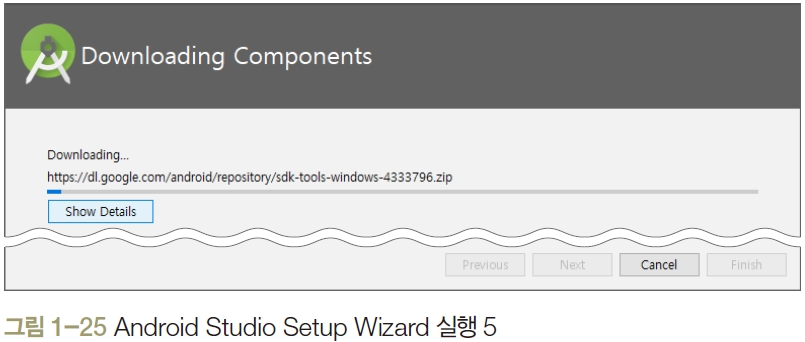 Downloading Components
Downloading...
https://dl.google.com/android/repository/sdk-tools-windows-4333796.zip
Show Details
Previous Next Cancel Finish
그림 1-25 Android Studio Setup Wizard 실행 5